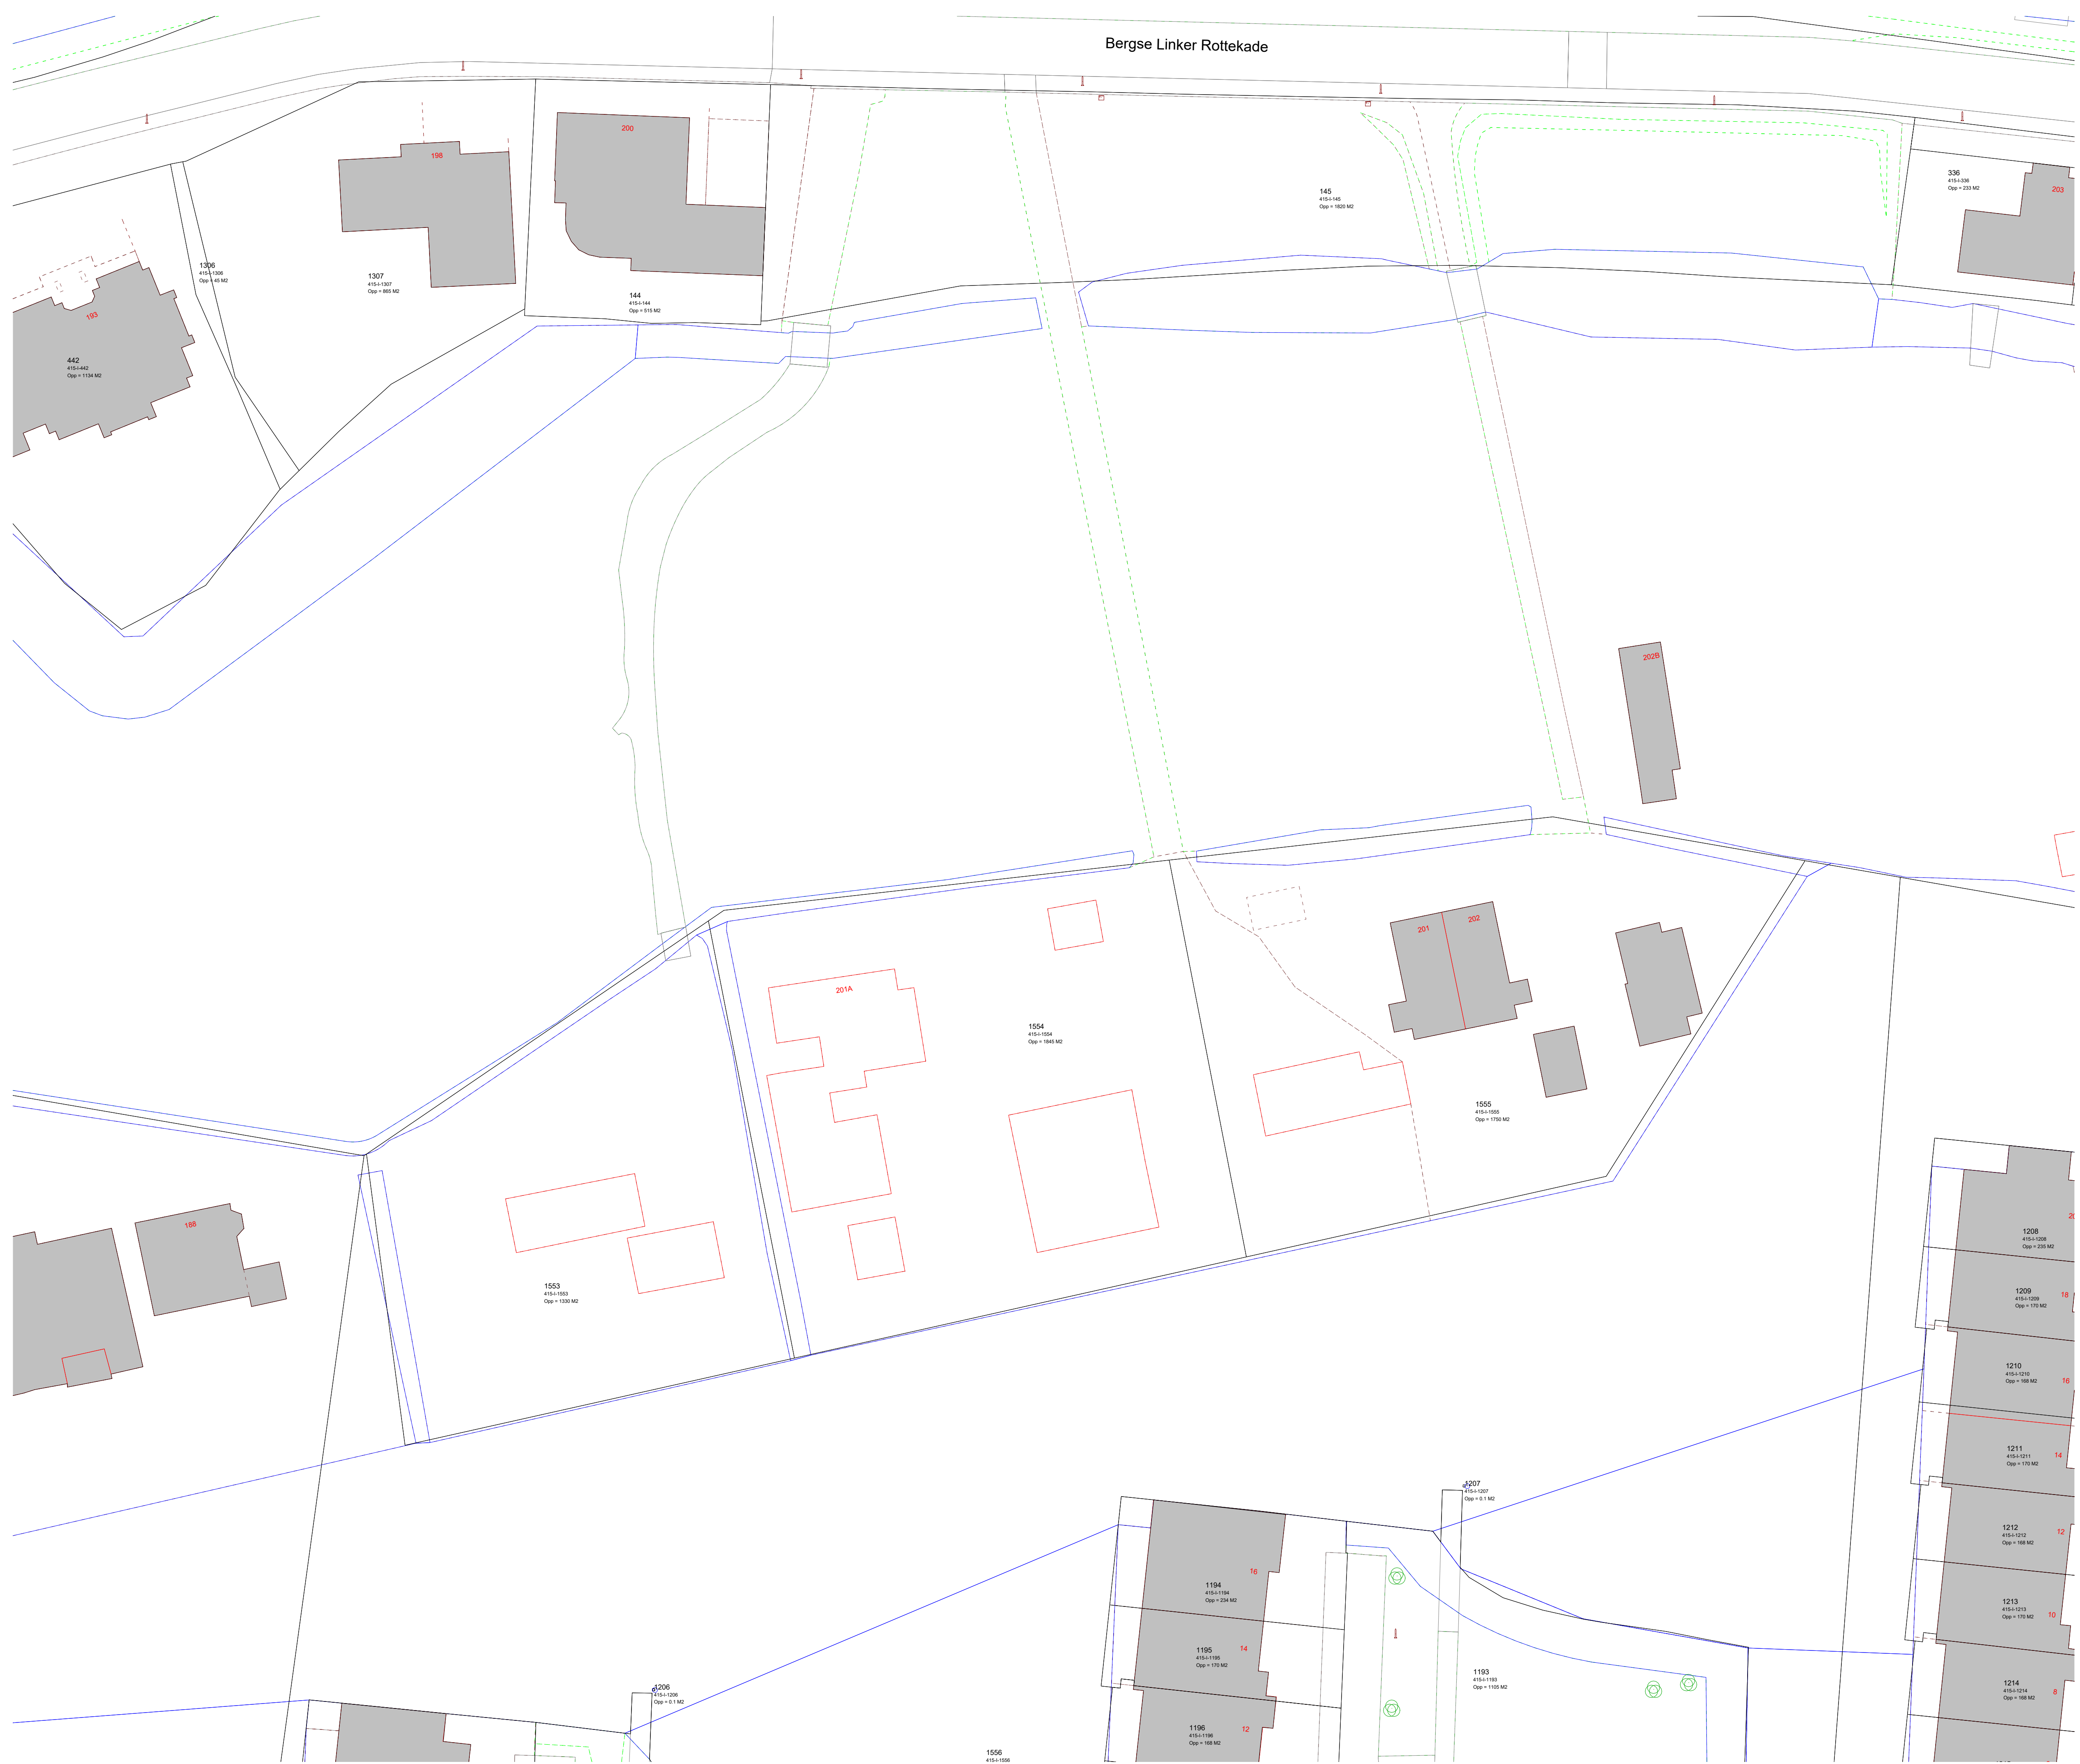 Bergse Linker Rottekade
200
198
145
415-I-145
Opp = 1820 M2
336
415-I-336
Opp = 233 M2
203
1306
415-I-1306
Opp = 45 M2
1307
415-I-1307
Opp = 865 M2
144
415-I-144
Opp = 515 M2
193
442
415-I-442
Opp = 1134 M2
202B
201
202
201A
1554
415-I-1554
Opp = 1845 M2
1555
415-I-1555
Opp = 1750 M2
188
1553
415-I-1553
Opp = 1330 M2
1208
415-I-1208
Opp = 235 M2
1209
415-I-1209
Opp = 170 M2
18
1210
415-I-1210
Opp = 168 M2
16
1211
415-I-1211
Opp = 170 M2
14
1207
415-I-1207
Opp = 0.1 M2
1212
415-I-1212
Opp = 168 M2
12
1194
415-I-1194
Opp = 234 M2
16
1213
415-I-1213
Opp = 170 M2
10
1195
415-I-1195
Opp = 170 M2
14
1193
415-I-1193
Opp = 1105 M2
1214
415-I-1214
Opp = 168 M2
8
1206
415-I-1206
Opp = 0.1 M2
1196
415-I-1196
Opp = 168 M2
12
1556
415-I-1556